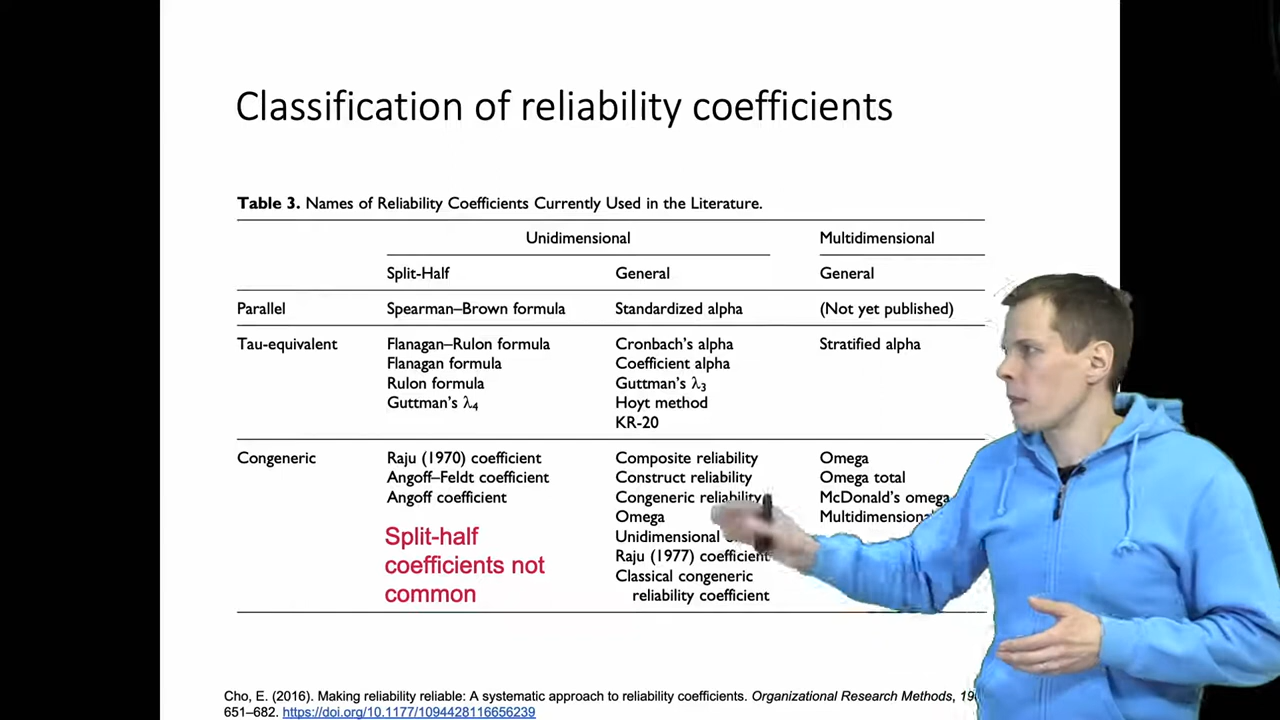 Classification of reliability coefficients
Table 3. Names of Reliability Coefficients Currently Used in the Literature.
Unidimensional Multidimensional
Split-Half General General
Parallel Spearman–Brown formula Standardized alpha (Not yet published)
Tau-equivalent Flanagan–Rulon formula Cronbach's alpha Stratified alpha
Flanagan formula Coefficient alpha
Rulon formula Guttman's λ3
Guttman's λ4 Hoyt method
KR-20
Congeneric Raju (1970) coefficient Composite reliability Omega
Angoff–Feldt coefficient Construct reliability Omega total
Angoff coefficient Congeneric reliability McDonald's omega
Omega Multidimensional
Unidimensional
Raju (1977) coefficient
Classical congeneric
reliability coefficient
Split-half
coefficients not
common
Cho, E. (2016). Making reliability reliable: A systematic approach to reliability coefficients. Organizational Research Methods,
651–682. https://doi.org/10.1177/1094428116656239